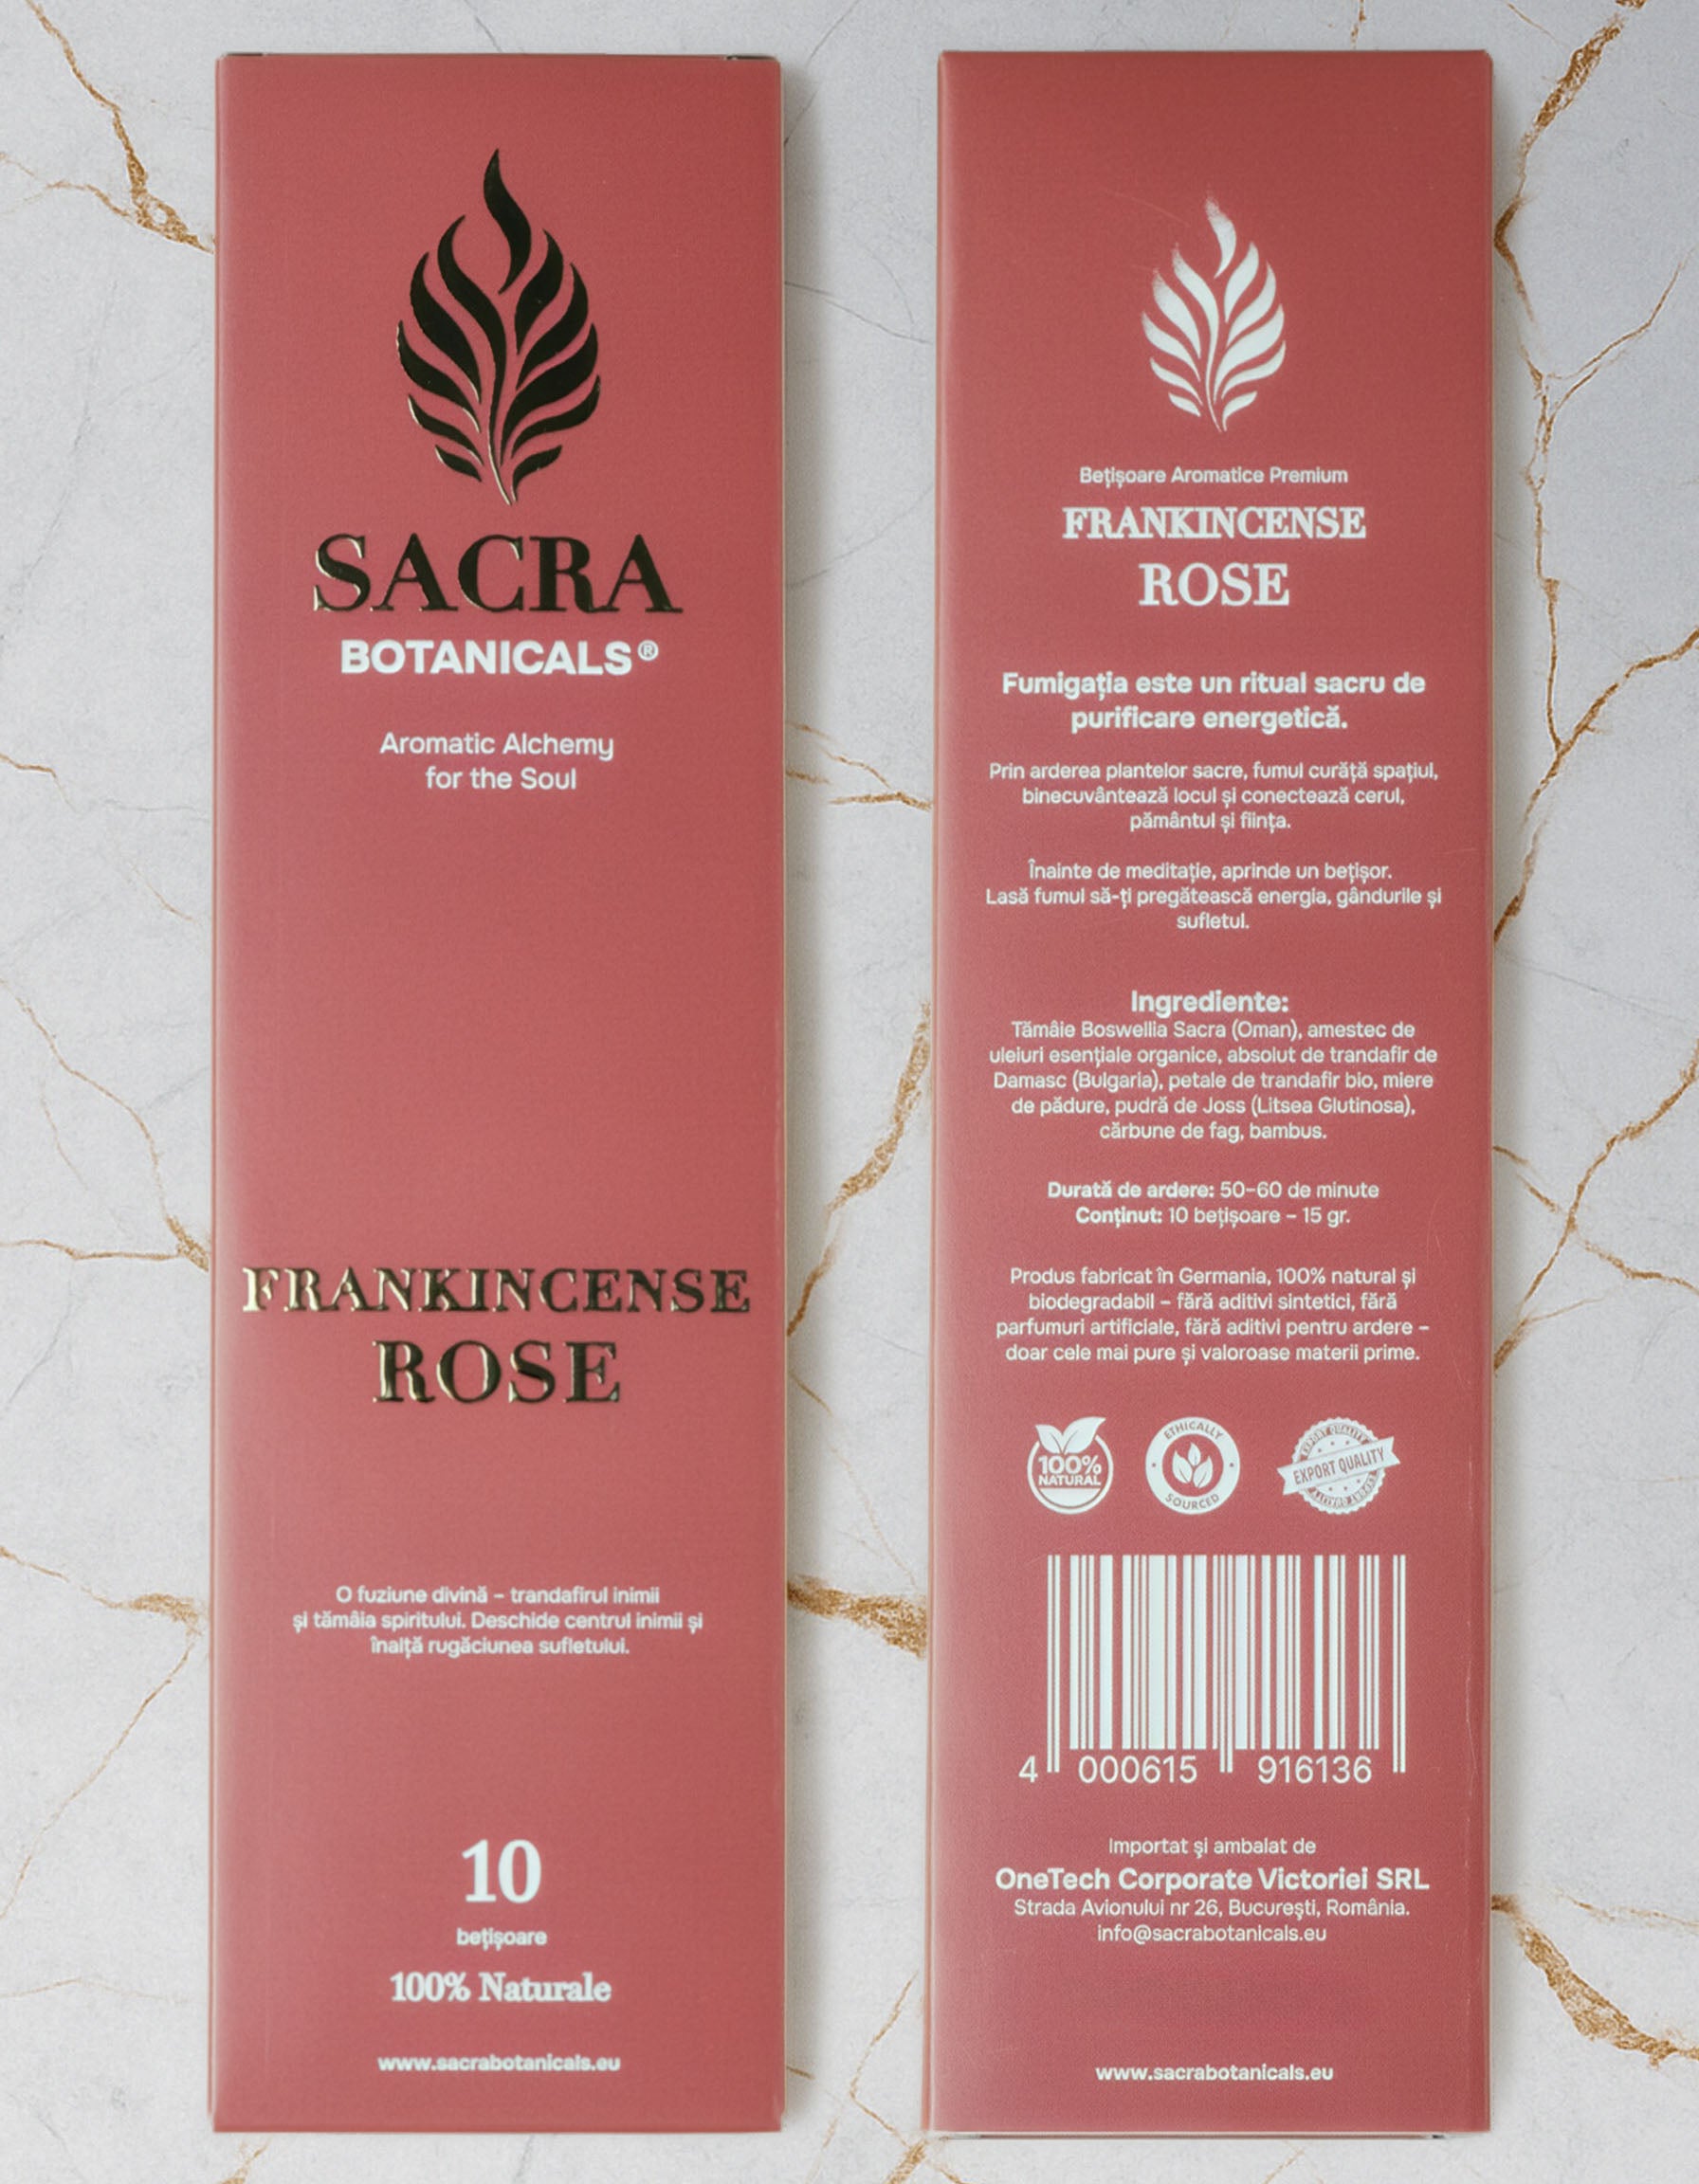 SACRA
BOTANICALS®
Aromatic Alchemy
for the Soul
FRANKINCENSE
ROSE
O fuziune divină – trandafirul inimii
și tămâia spiritului. Deschide centrul inimii și
înalță rugăciunea sufletului.
10
bețișoare
100% Naturale
www.sacrabotanicals.eu
Bețișoare Aromatice Premium
FRANKINCENSE
ROSE
Fumigația este un ritual sacru de
purificare energetică.
Prin arderea plantelor sacre, fumul curăță spațiul,
binecuvântează locul și conectează cerul,
pământul și ființa.
Înainte de meditație, aprinde un bețișor.
Lasă fumul să-ți pregătească energia, gândurile și
sufletul.
Ingrediente:
Tămâie Boswellia Sacra (Oman), amestec de
uleiuri esențiale organice, absolut de trandafir de
Damasc (Bulgaria), petale de trandafir bio, miere
de pădure, pudră de Joss (Litsea Glutinosa),
cărbune de fag, bambus.
Durată de ardere: 50–60 de minute
Conținut: 10 bețișoare – 15 gr.
Produs fabricat în Germania, 100% natural și
biodegradabil – fără aditivi sintetici, fără
parfumuri artificiale, fără aditivi pentru ardere –
doar cele mai pure și valoroase materii prime.
100%
NATURAL
ETHICALLY
SOURCED
EXPORT QUALITY
EXPORT QUALITY
EXPORT QUALITY
4 000615 916136
Importat şi ambalat de
OneTech Corporate Victoriei SRL
Strada Avionului nr 26, Bucureşti, România.
info@sacrabotanicals.eu
www.sacrabotanicals.eu